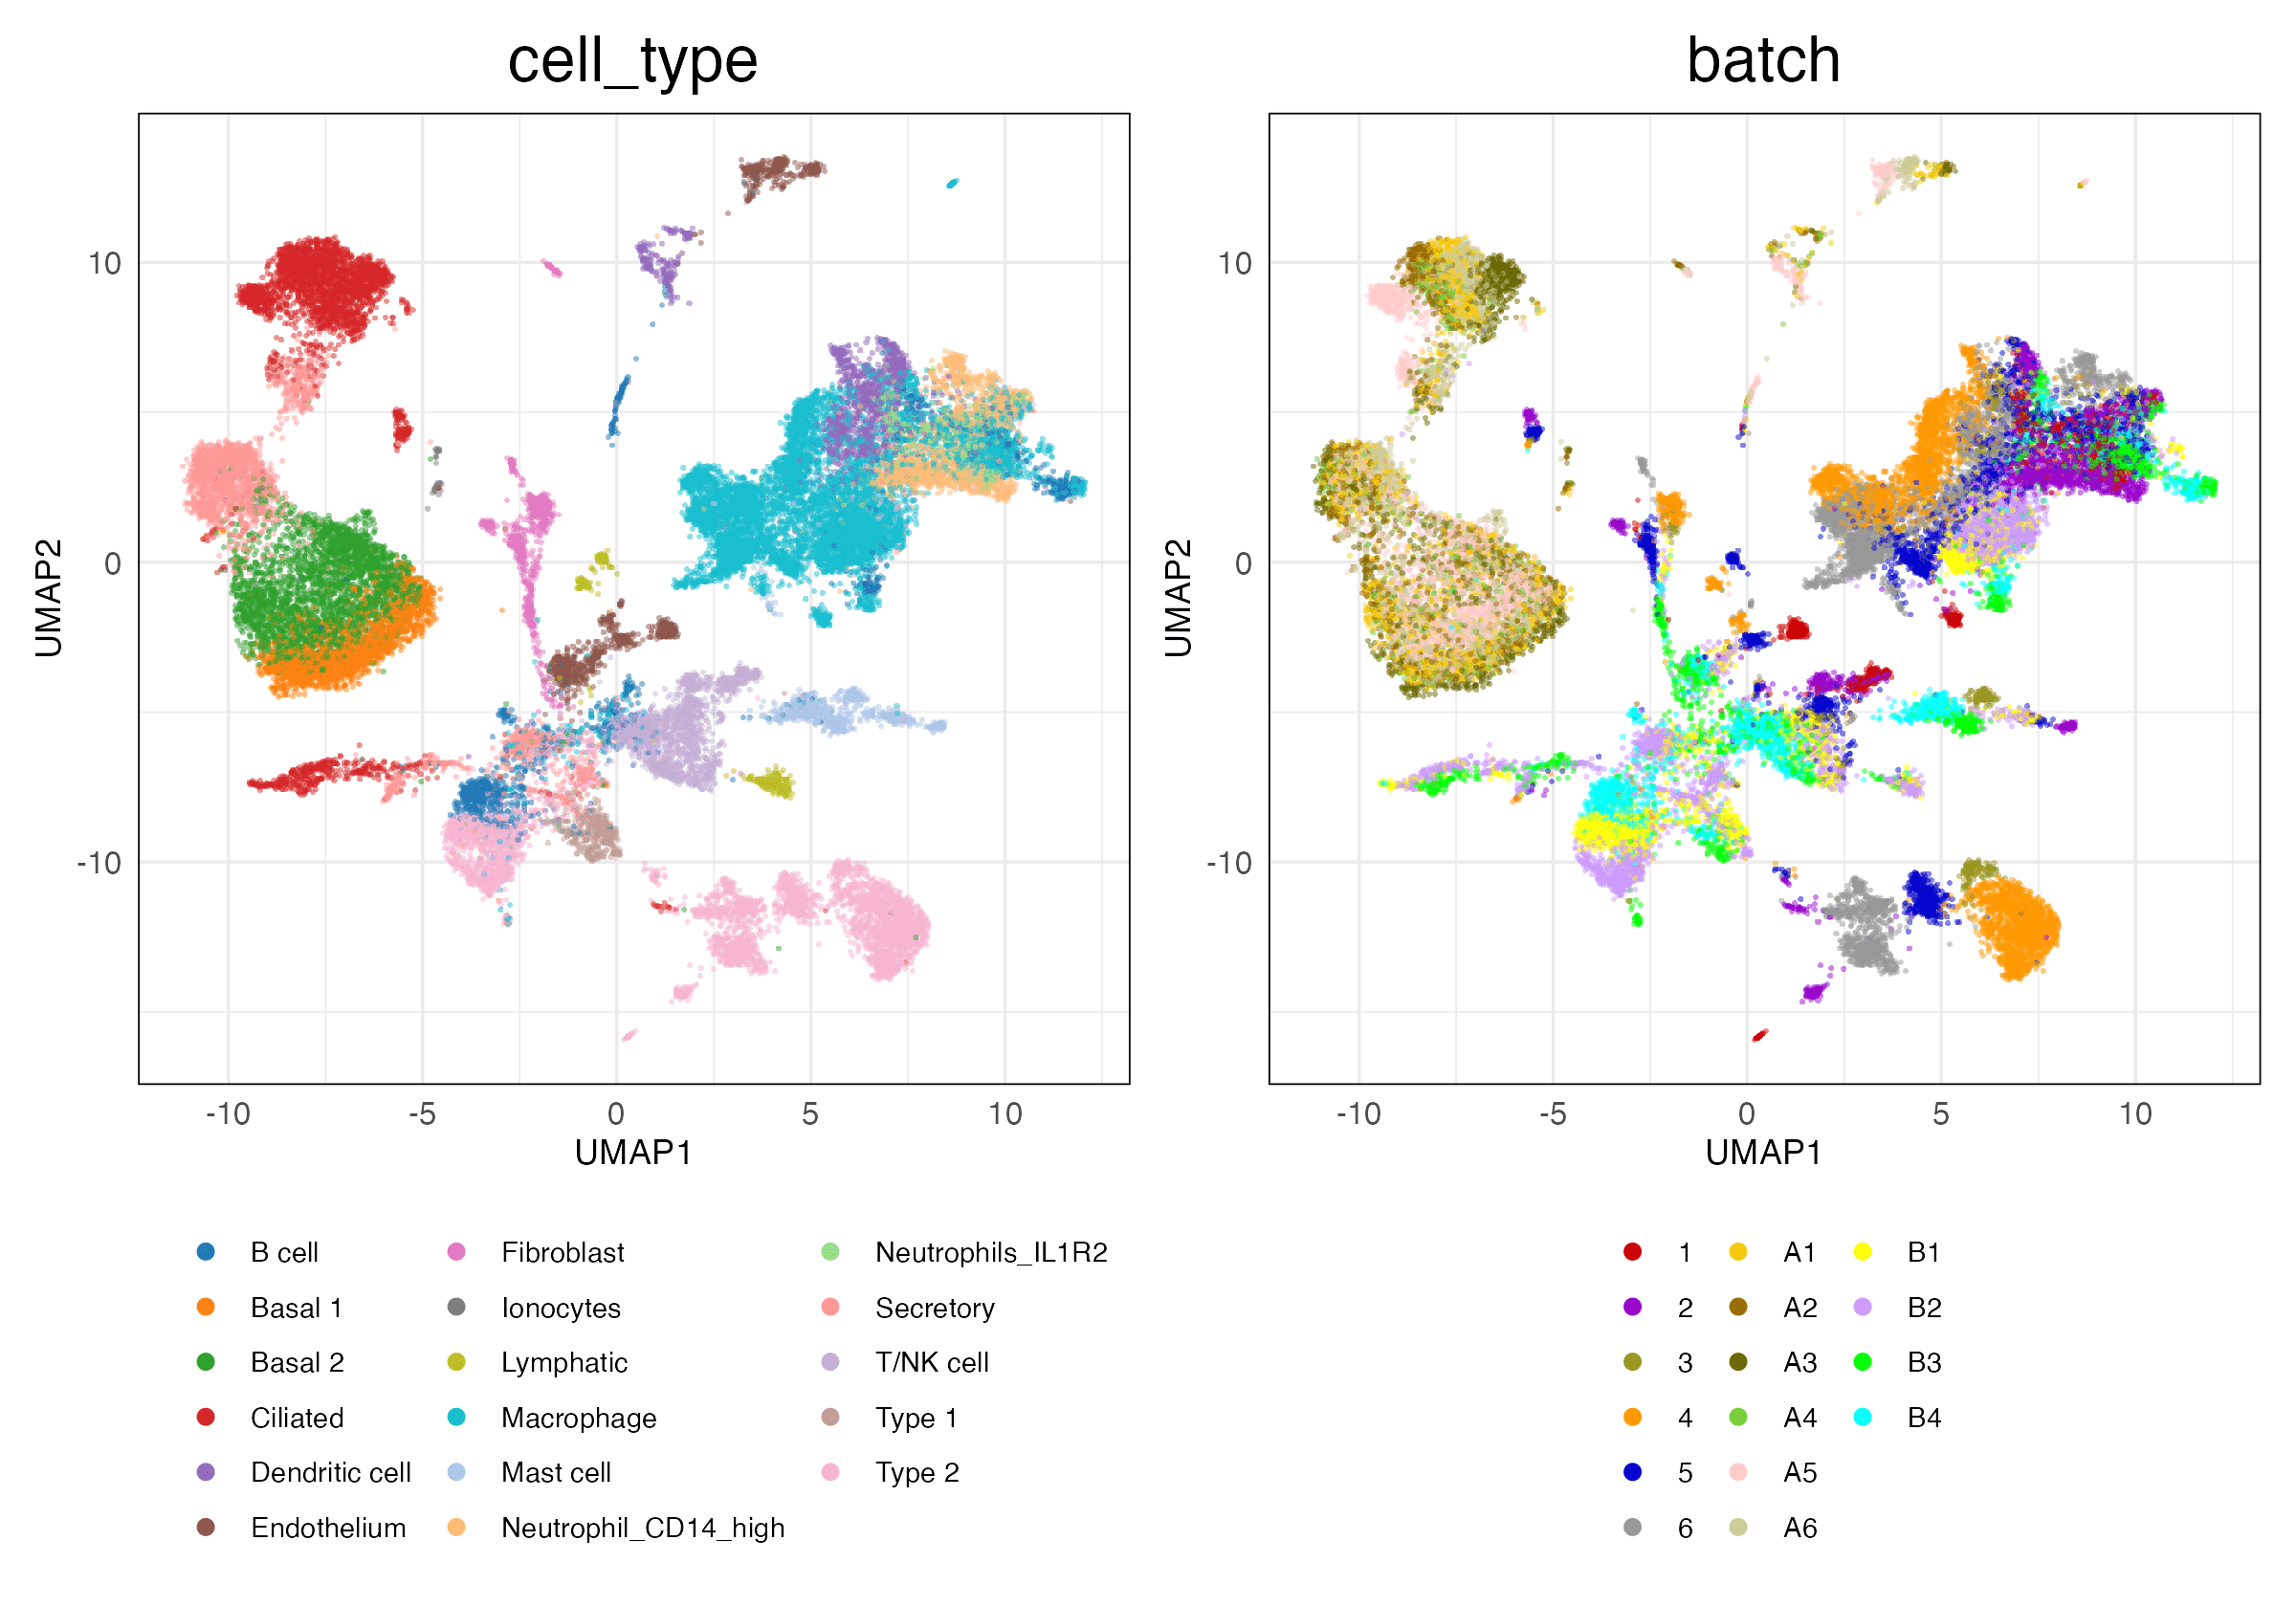 cell_type batch
10 10
0 0
-10 -10
UMAP2 UMAP2
-10 -5 0 5 10 -10 -5 0 5 10
UMAP1 UMAP1
B cell Fibroblast Neutrophils_IL1R2 1 A1 B1
Basal 1 Ionocytes Secretory 2 A2 B2
Basal 2 Lymphatic T/NK cell 3 A3 B3
Ciliated Macrophage Type 1 4 A4 B4
Dendritic cell Mast cell Type 2 5 A5
Endothelium Neutrophil_CD14_high 6 A6